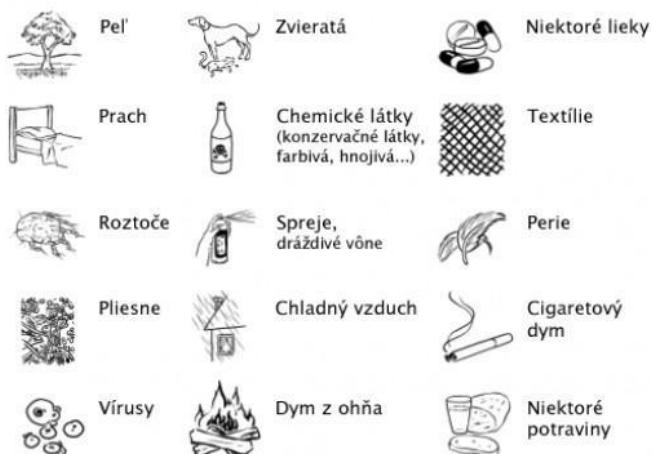 Peľ
Zvieratá
Niektoré lieky
Prach
Chemické látky
(konzervačné látky,
farbivá, hnojivá...)
Textílie
Roztoče
Spreje,
dráždivé vône
Perie
Pliesne
Chladný vzduch
Cigaretový
dym
Vírusy
Dym z ohňa
Niektoré
potraviny